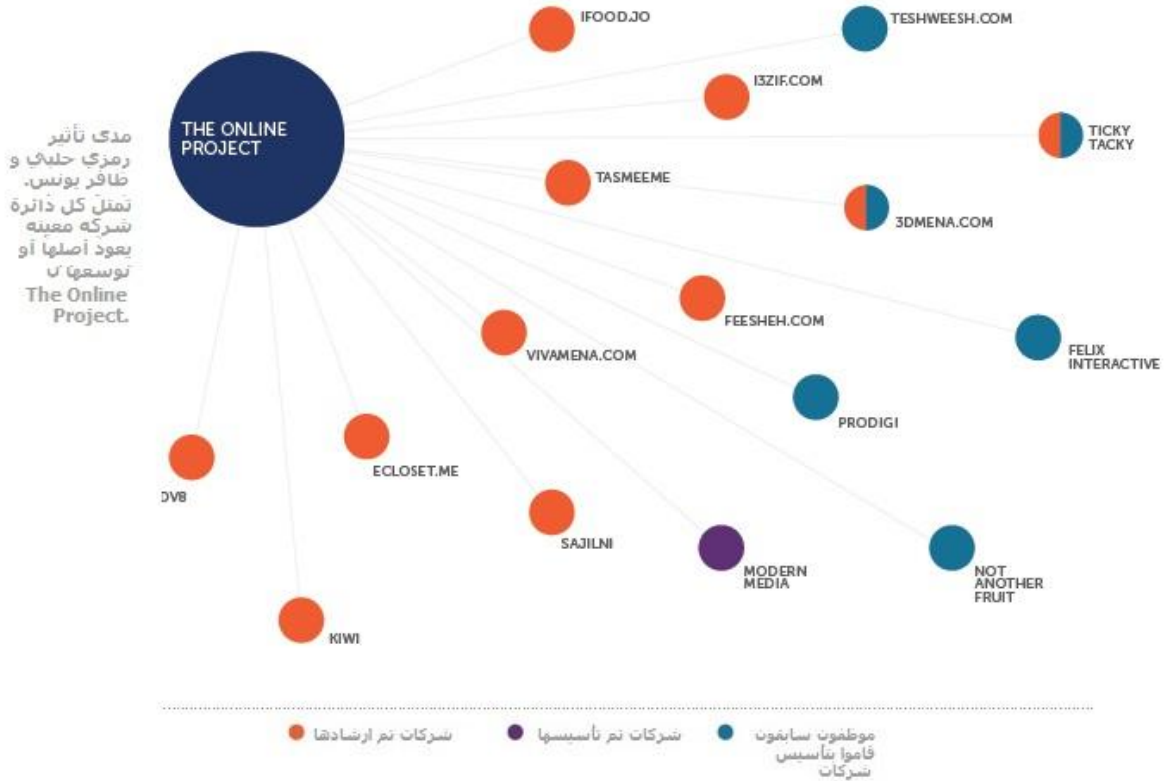 IFOOD.JO
TESHWEESH.COM
I3ZIF.COM
THE ONLINE
PROJECT
TICKY
TACKY
TASMEEME
3DMENA.COM
مدى تأثير
رمزي حلبي و
ظافر يونس.
تمثل كل دائرة
شركة معينة
يعود أصلها أو
توسعها
The Online
Project.
FEESHEH.COM
VIVAMENA.COM
FELIX
INTERACTIVE
PRODIGI
ECLOSET.ME
OV8
SAJILNI
MODERN
MEDIA
NOT
ANOTHER
FRUIT
KIWI
شركات تم ارشادها
شركات تم تأسيسها
موظفون سابقون
قاموا بتأسيس
شركات